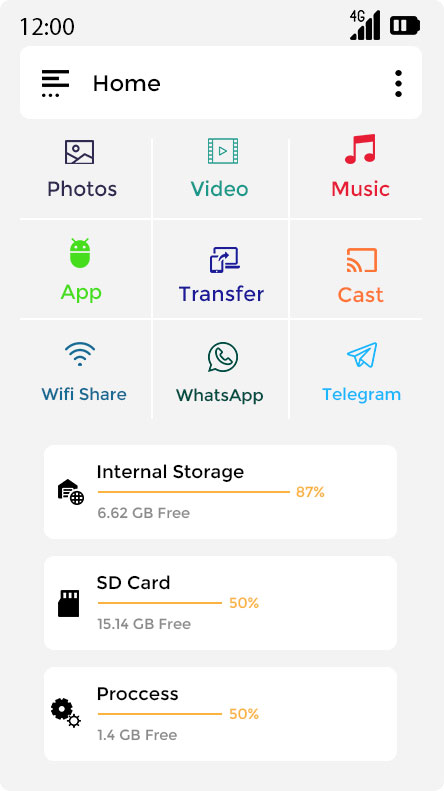 12:00
4G
Home
Photos
Video
Music
App
Transfer
Cast
Wifi Share
WhatsApp
Telegram
Internal Storage
87%
6.62 GB Free
SD Card
50%
15.14 GB Free
Proccess
50%
1.4 GB Free